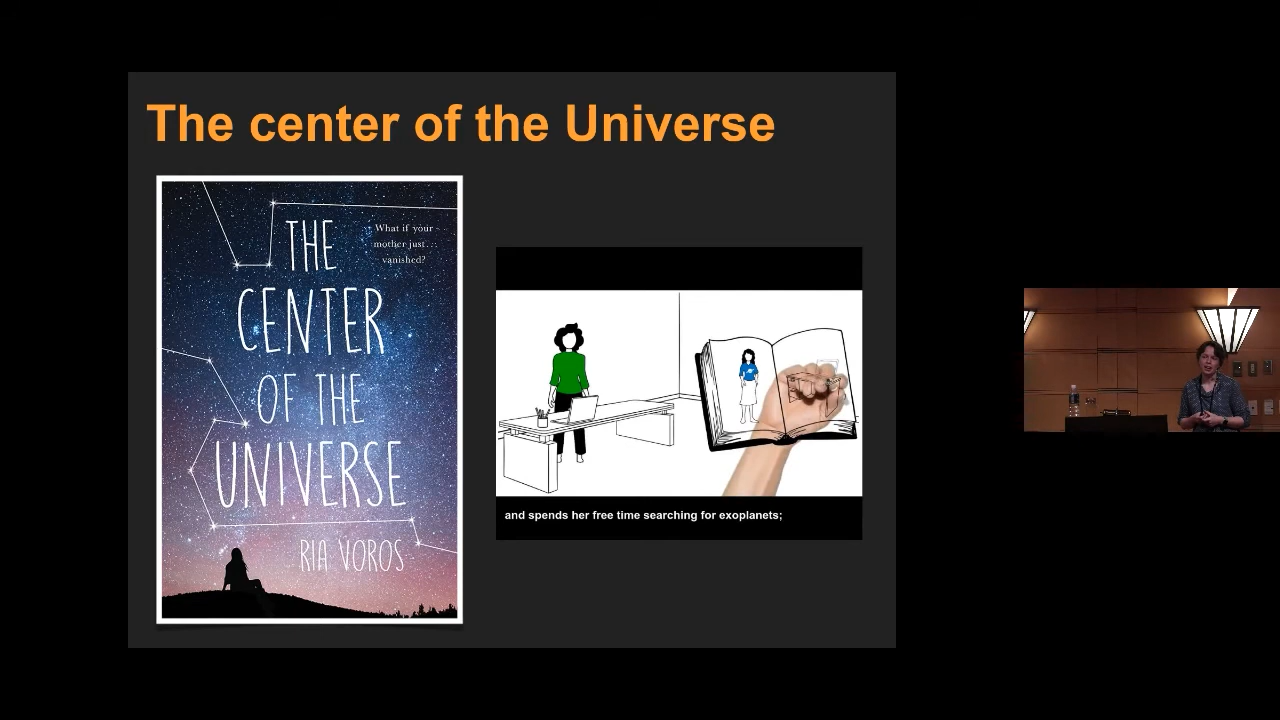 The center of the Universe
What if your
mother just...
vanished?
THE
CENTER
OF THE
UNIVERSE
RIA VOROS
and spends her free time searching for exoplanets;